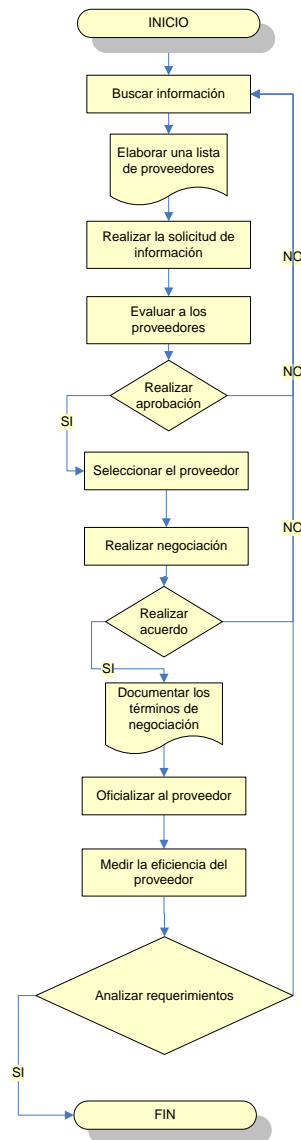 INICIO
Buscar información
Elaborar una lista
de proveedores
Realizar la solicitud de
información
NO
Evaluar a los
proveedores
Realizar
aprobación
NO
SI
Seleccionar el proveedor
Realizar negociación
NO
Realizar
acuerdo
SI
Documentar los
términos de
negociación
Oficializar al proveedor
Medir la eficiencia del
proveedor
Analizar requerimientos
SI
FIN